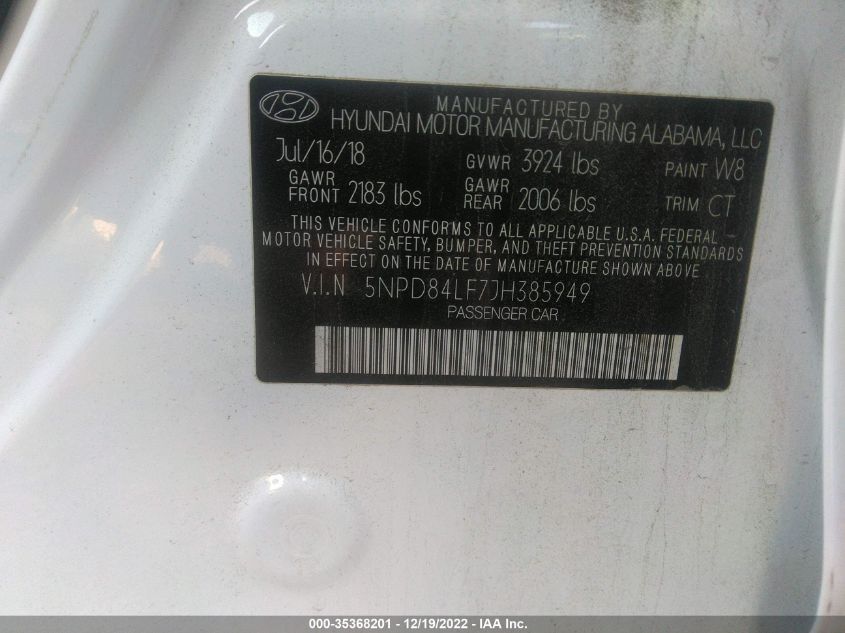 MANUFACTURED BY
HYUNDAI MOTOR MANUFACTURING ALABAMA, LLC
Jul/16/18 GVWR 3924 lbs PAINT W8
GAWR FRONT 2183 lbs GAWR REAR 2006 lbs TRIM CT
THIS VEHICLE CONFORMS TO ALL APPLICABLE U.S.A. FEDERAL
MOTOR VEHICLE SAFETY, BUMPER, AND THEFT PREVENTION STANDARDS
IN EFFECT ON THE DATE OF MANUFACTURE SHOWN ABOVE
V.I.N 5NPD84LF7JH385949
PASSENGER CAR
000-35368201 - 12/19/2022 - IAA Inc.